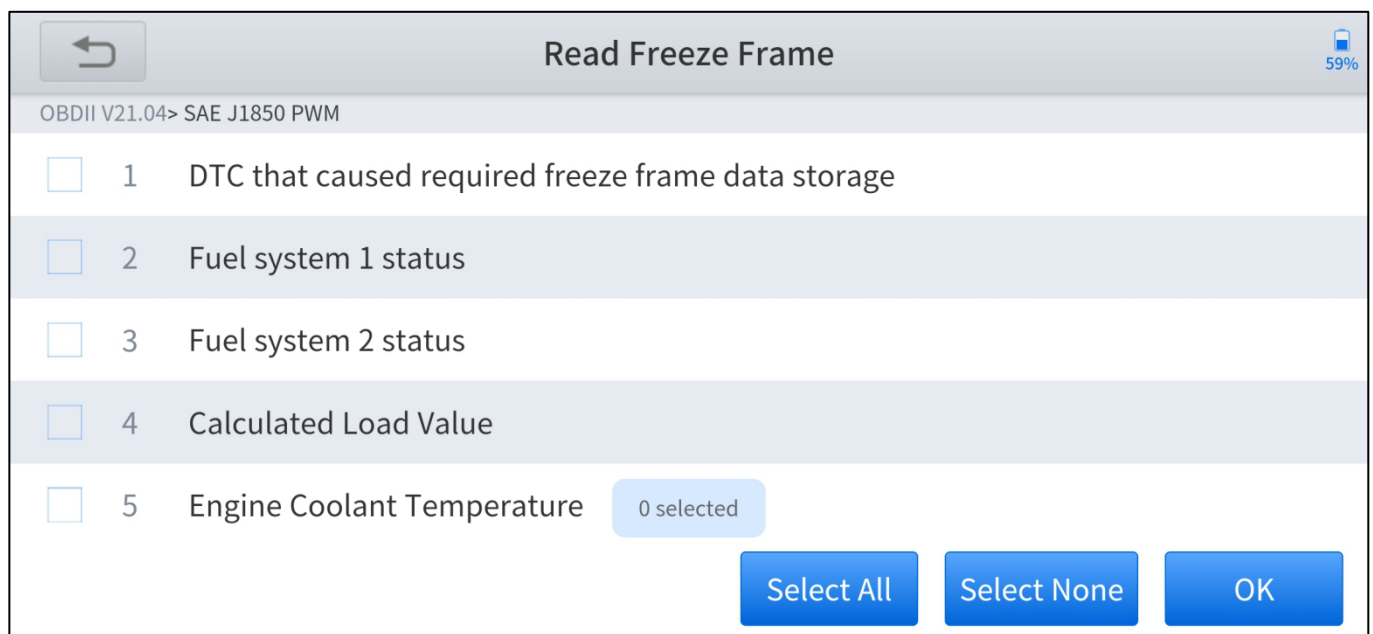 Read Freeze Frame
59%
OBDII V21.04> SAE J1850 PWM
1 DTC that caused required freeze frame data storage
2 Fuel system 1 status
3 Fuel system 2 status
4 Calculated Load Value
5 Engine Coolant Temperature 0 selected
Select All Select None OK